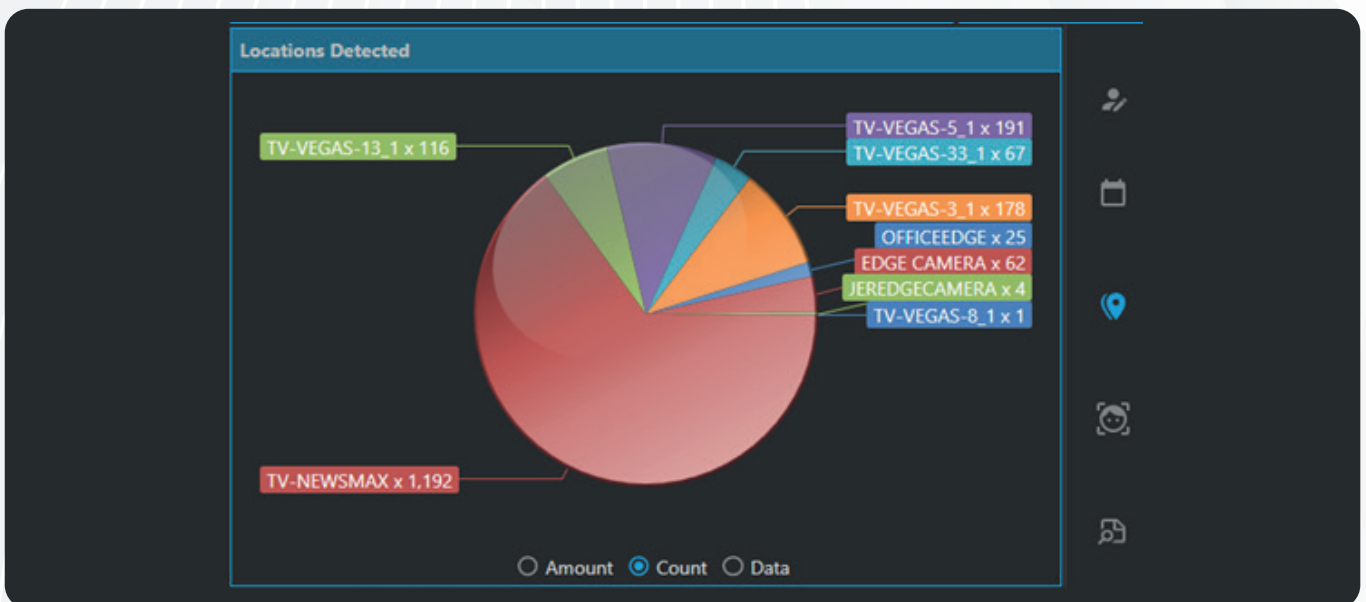 Locations Detected
TV-VEGAS-13_1 x 116
TV-VEGAS-5_1 x 191
TV-VEGAS-33_1 x 67
TV-VEGAS-3_1 x 178
OFFICEEDGE x 25
EDGE CAMERA x 62
JEREDGECAMERA x 4
TV-VEGAS-8_1 x 1
TV-NEWSMAX x 1,192
Amount Count Data